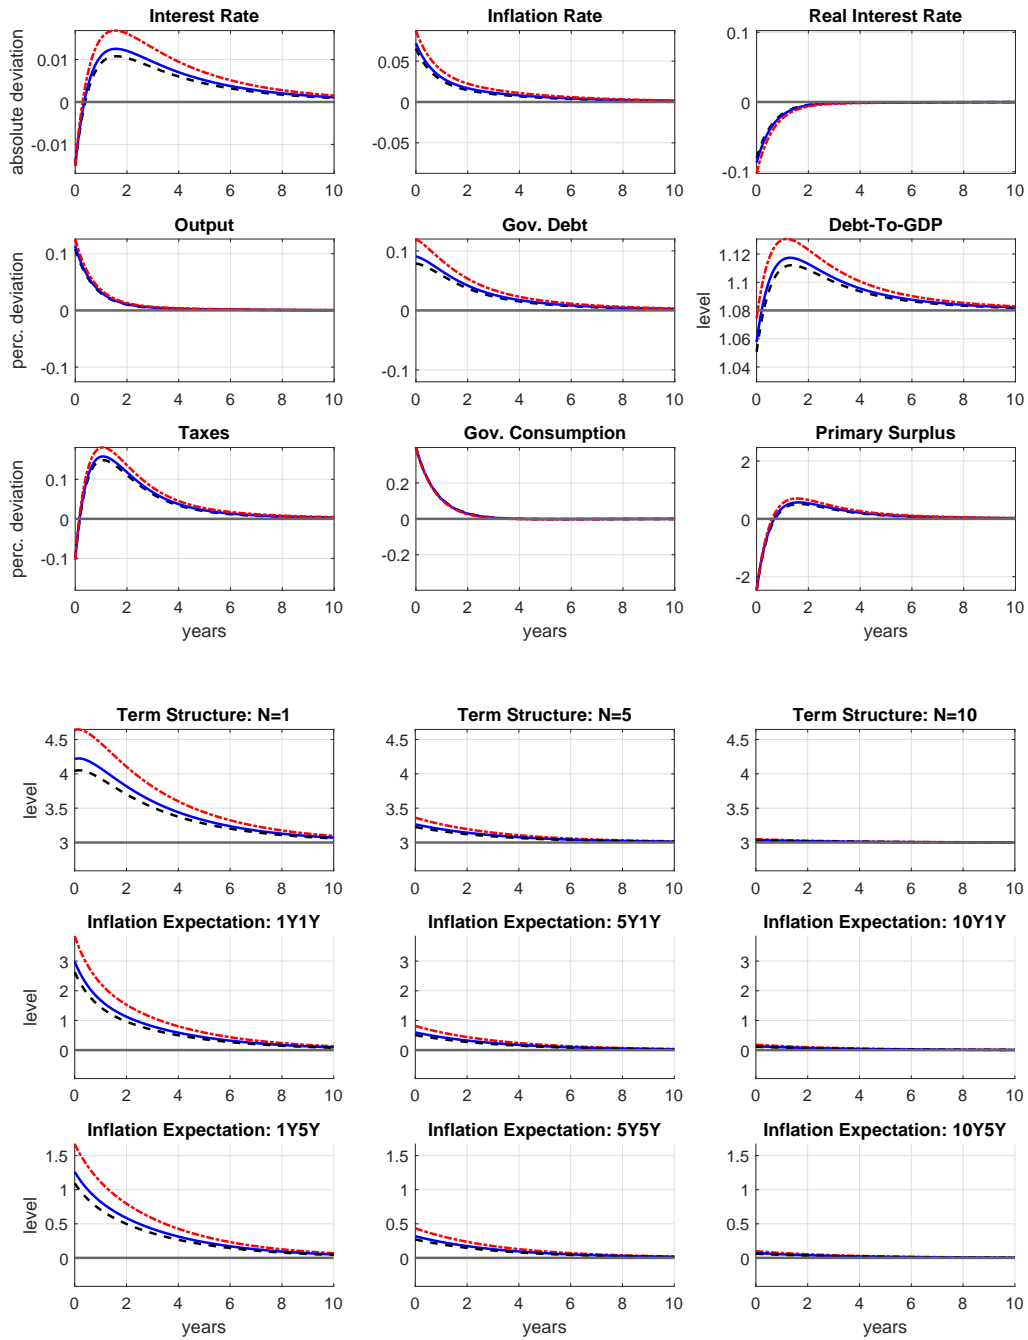 Interest Rate
Inflation Rate
Real Interest Rate
absolute deviation
0.01
0
-0.01
0 2 4 6 8 10
0.05
0
-0.05
0 2 4 6 8 10
0.1
0
-0.1
0 2 4 6 8 10
Output
Gov. Debt
Debt-To-GDP
perc. deviation
0.1
0
-0.1
0 2 4 6 8 10
0.1
0
-0.1
0 2 4 6 8 10
level
1.12
1.08
1.04
0 2 4 6 8 10
Taxes
Gov. Consumption
Primary Surplus
perc. deviation
0.1
0
-0.1
0 2 4 6 8 10
years
0.2
0
-0.2
0 2 4 6 8 10
years
2
0
-2
0 2 4 6 8 10
years
Term Structure: N=1
Term Structure: N=5
Term Structure: N=10
level
4.5
4
3.5
3
0 2 4 6 8 10
4.5
4
3.5
3
0 2 4 6 8 10
4.5
4
3.5
3
0 2 4 6 8 10
Inflation Expectation: 1Y1Y
Inflation Expectation: 5Y1Y
Inflation Expectation: 10Y1Y
level
3
2
1
0
0 2 4 6 8 10
3
2
1
0
0 2 4 6 8 10
3
2
1
0
0 2 4 6 8 10
Inflation Expectation: 1Y5Y
Inflation Expectation: 5Y5Y
Inflation Expectation: 10Y5Y
level
1.5
1
0.5
0
0 2 4 6 8 10
years
1.5
1
0.5
0
0 2 4 6 8 10
years
1.5
1
0.5
0
0 2 4 6 8 10
years